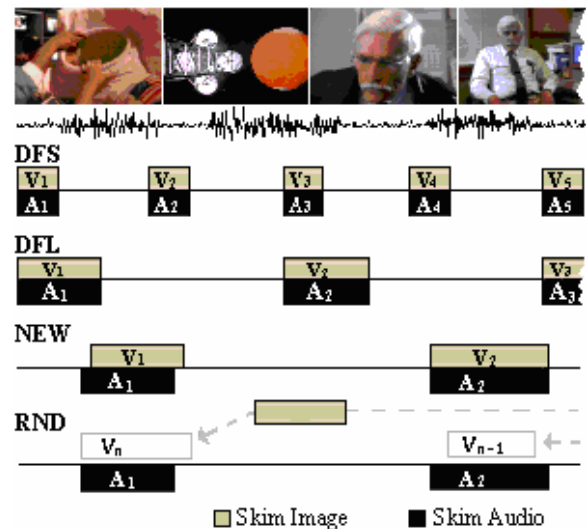 DFS
V1 V2 V3 V4 V5
A1 A2 A3 A4 A5
DFL
V1 V2 V3
A1 A2 A3
NEW
V1 V2
A1 A2
RND
Vn Vn-1
A1 A2
Skim Image Skim Audio